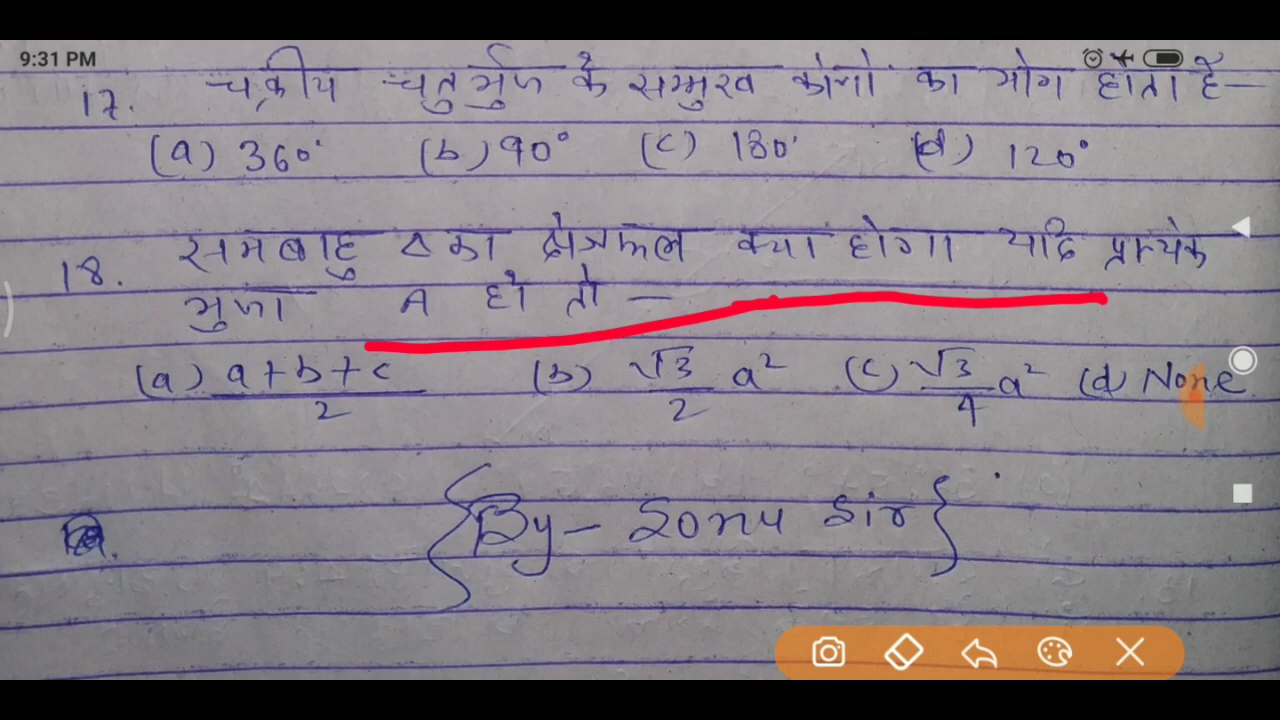 9:31 PM
17. चक्रीय चतुर्भुज के सम्मुख कोणों का योग होता है —
(a) 360° (b) 90° (c) 180° (d) 120°
18. समबाहु Δ का क्षेत्रफल क्या होगा यदि प्रत्येक
भुजा A हो तो —
(a) a+b+c/2 (b) √3/2 a² (c) √3/4 a² (d) None
{By - Sonu Sir}